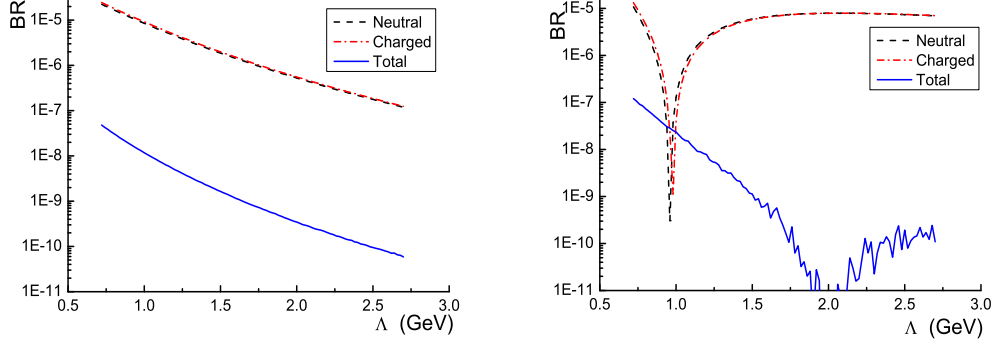 BR
1E-5
1E-6
1E-7
1E-8
1E-9
1E-10
1E-11
0.5 1.0 1.5 2.0 2.5 3.0
Λ (GeV)
Neutral
Charged
Total
BR
1E-5
1E-6
1E-7
1E-8
1E-9
1E-10
1E-11
0.5 1.0 1.5 2.0 2.5 3.0
Λ (GeV)
Neutral
Charged
Total